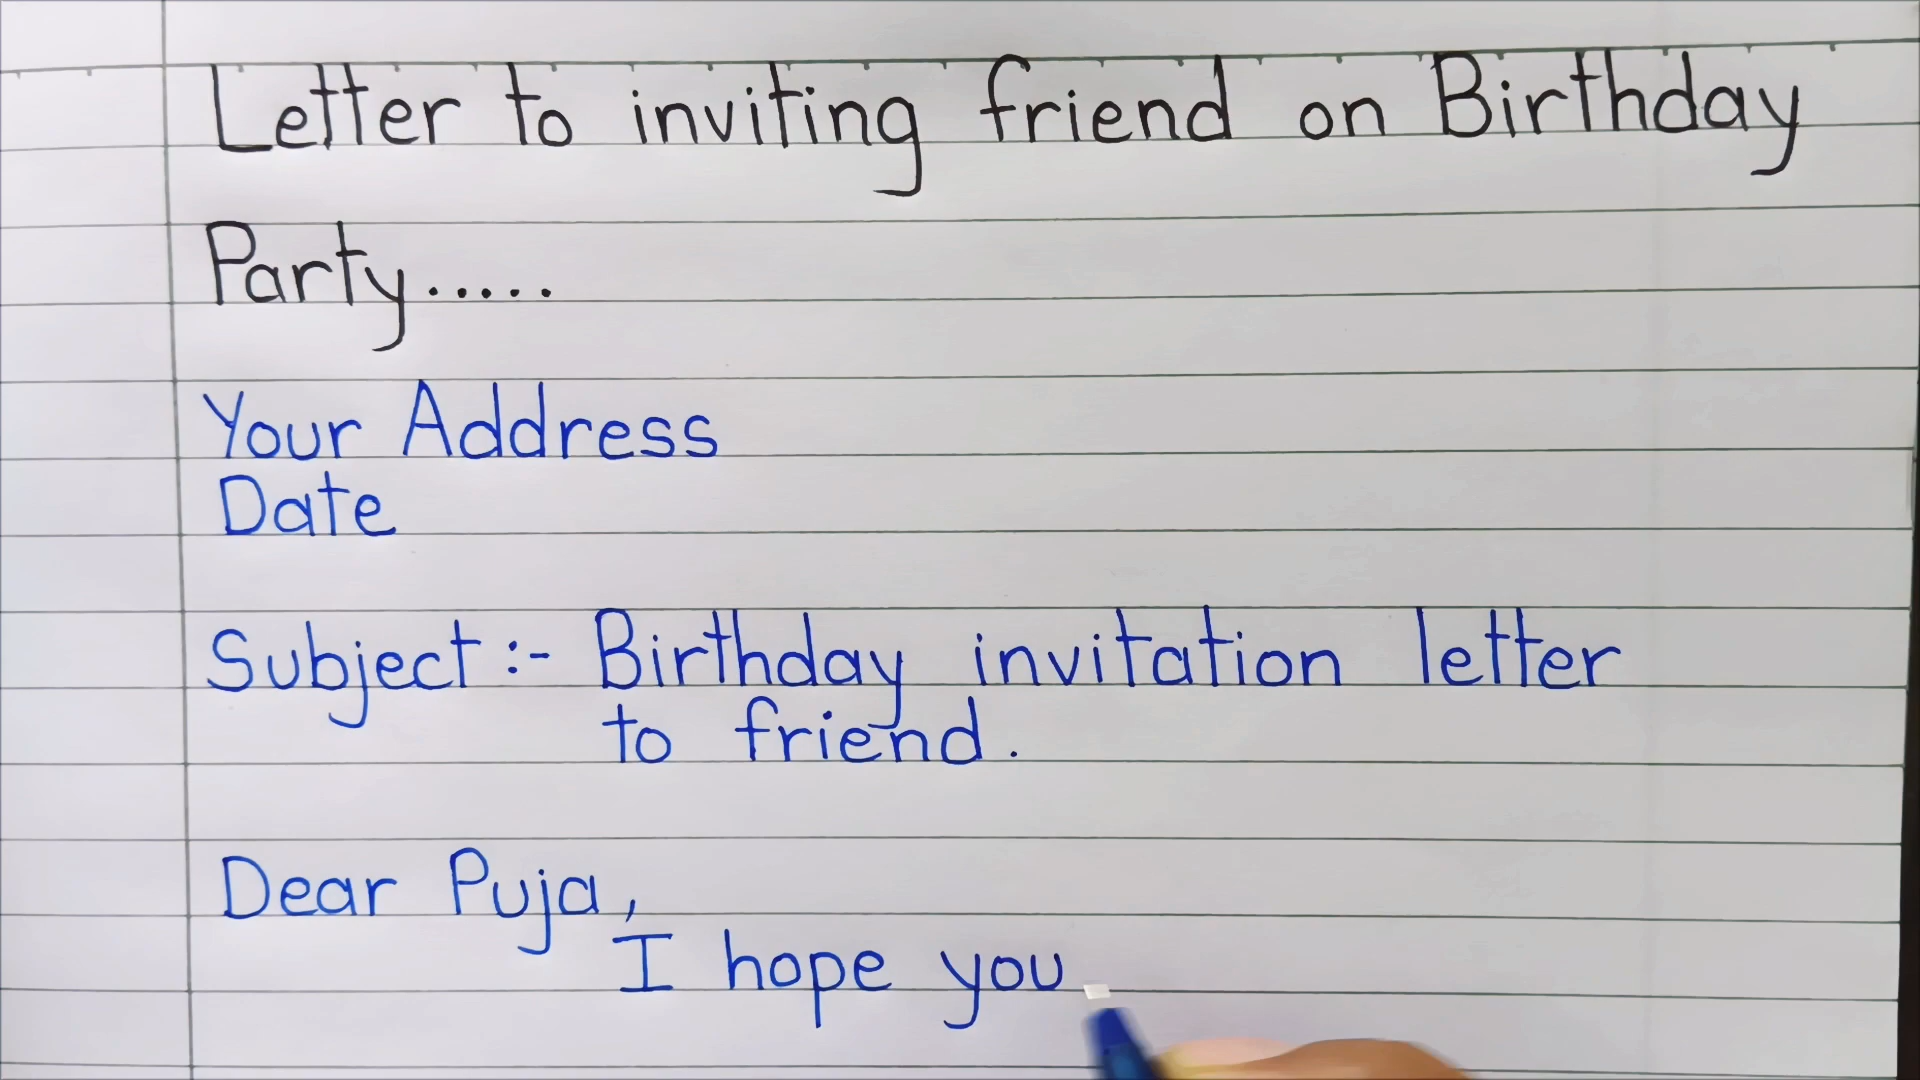 Letter to inviting friend on Birthday
Party.....
Your Address
Date
Subject :- Birthday invitation letter
to friend.
Dear Puja,
I hope you